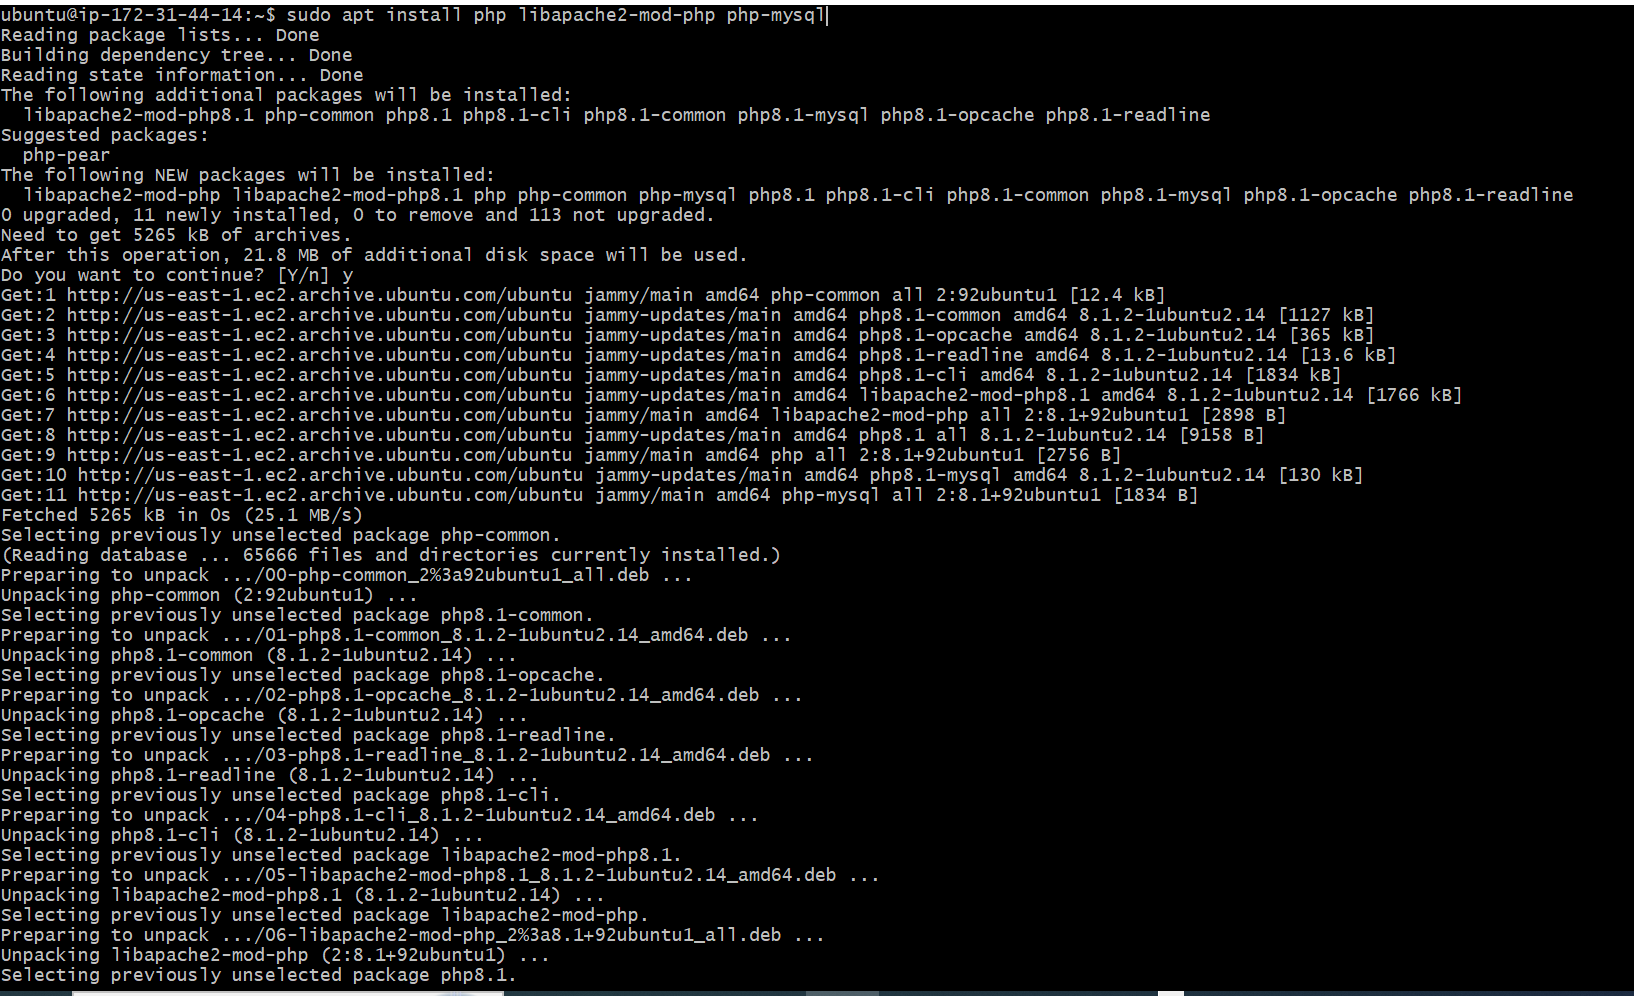 ubuntu@ip-172-31-44-14:~$ sudo apt install php libapache2-mod-php php-mysql
Reading package lists... Done
Building dependency tree... Done
Reading state information... Done
The following additional packages will be installed:
  libapache2-mod-php8.1 php-common php8.1 php8.1-cli php8.1-common php8.1-mysql php8.1-opcache php8.1-readline
Suggested packages:
  php-pear
The following NEW packages will be installed:
  libapache2-mod-php libapache2-mod-php8.1 php php-common php-mysql php8.1 php8.1-cli php8.1-common php8.1-mysql php8.1-opcache php8.1-readline
0 upgraded, 11 newly installed, 0 to remove and 113 not upgraded.
Need to get 5265 kB of archives.
After this operation, 21.8 MB of additional disk space will be used.
Do you want to continue? [Y/n] y
Get:1 http://us-east-1.ec2.archive.ubuntu.com/ubuntu jammy/main amd64 php-common all 2:92ubuntu1 [12.4 kB]
Get:2 http://us-east-1.ec2.archive.ubuntu.com/ubuntu jammy-updates/main amd64 php8.1-common amd64 8.1.2-1ubuntu2.14 [1127 kB]
Get:3 http://us-east-1.ec2.archive.ubuntu.com/ubuntu jammy-updates/main amd64 php8.1-opcache amd64 8.1.2-1ubuntu2.14 [365 kB]
Get:4 http://us-east-1.ec2.archive.ubuntu.com/ubuntu jammy-updates/main amd64 php8.1-readline amd64 8.1.2-1ubuntu2.14 [13.6 kB]
Get:5 http://us-east-1.ec2.archive.ubuntu.com/ubuntu jammy-updates/main amd64 php8.1-cli amd64 8.1.2-1ubuntu2.14 [1834 kB]
Get:6 http://us-east-1.ec2.archive.ubuntu.com/ubuntu jammy-updates/main amd64 libapache2-mod-php8.1 amd64 8.1.2-1ubuntu2.14 [1766 kB]
Get:7 http://us-east-1.ec2.archive.ubuntu.com/ubuntu jammy/main amd64 libapache2-mod-php all 2:8.1+92ubuntu1 [2898 B]
Get:8 http://us-east-1.ec2.archive.ubuntu.com/ubuntu jammy-updates/main amd64 php8.1 all 8.1.2-1ubuntu2.14 [9158 B]
Get:9 http://us-east-1.ec2.archive.ubuntu.com/ubuntu jammy/main amd64 php all 2:8.1+92ubuntu1 [2756 B]
Get:10 http://us-east-1.ec2.archive.ubuntu.com/ubuntu jammy-updates/main amd64 php8.1-mysql amd64 8.1.2-1ubuntu2.14 [130 kB]
Get:11 http://us-east-1.ec2.archive.ubuntu.com/ubuntu jammy/main amd64 php-mysql all 2:8.1+92ubuntu1 [1834 B]
Fetched 5265 kB in 0s (25.1 MB/s)
Selecting previously unselected package php-common.
(Reading database ... 65666 files and directories currently installed.)
Preparing to unpack .../00-php-common_2%3a92ubuntu1_all.deb ...
Unpacking php-common (2:92ubuntu1) ...
Selecting previously unselected package php8.1-common.
Preparing to unpack .../01-php8.1-common_8.1.2-1ubuntu2.14_amd64.deb ...
Unpacking php8.1-common (8.1.2-1ubuntu2.14) ...
Selecting previously unselected package php8.1-opcache.
Preparing to unpack .../02-php8.1-opcache_8.1.2-1ubuntu2.14_amd64.deb ...
Unpacking php8.1-opcache (8.1.2-1ubuntu2.14) ...
Selecting previously unselected package php8.1-readline.
Preparing to unpack .../03-php8.1-readline_8.1.2-1ubuntu2.14_amd64.deb ...
Unpacking php8.1-readline (8.1.2-1ubuntu2.14) ...
Selecting previously unselected package php8.1-cli.
Preparing to unpack .../04-php8.1-cli_8.1.2-1ubuntu2.14_amd64.deb ...
Unpacking php8.1-cli (8.1.2-1ubuntu2.14) ...
Selecting previously unselected package libapache2-mod-php8.1.
Preparing to unpack .../05-libapache2-mod-php8.1_8.1.2-1ubuntu2.14_amd64.deb ...
Unpacking libapache2-mod-php8.1 (8.1.2-1ubuntu2.14) ...
Selecting previously unselected package libapache2-mod-php.
Preparing to unpack .../06-libapache2-mod-php_2%3a8.1+92ubuntu1_all.deb ...
Unpacking libapache2-mod-php (2:8.1+92ubuntu1) ...
Selecting previously unselected package php8.1.